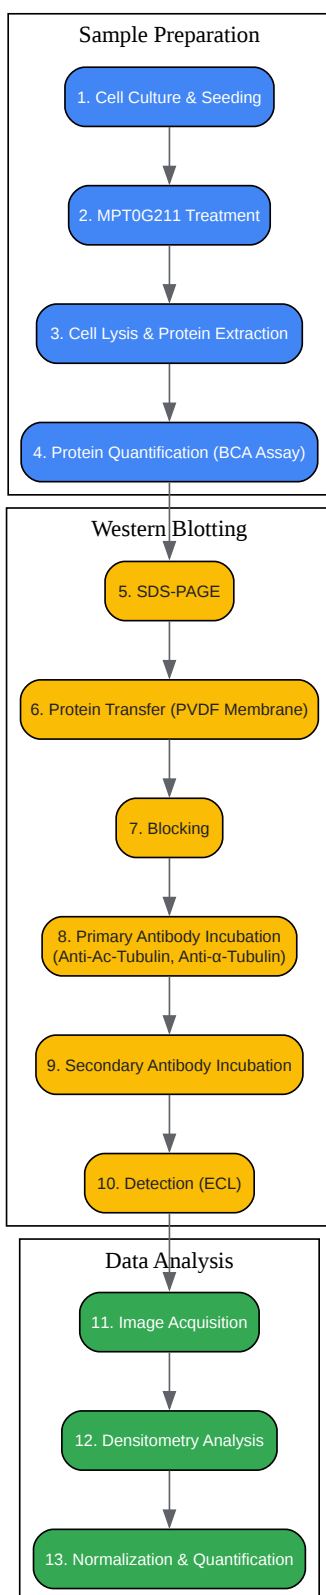 Sample Preparation
1. Cell Culture & Seeding
2. MPT0G211 Treatment
3. Cell Lysis & Protein Extraction
4. Protein Quantification (BCA Assay)
Western Blotting
5. SDS-PAGE
6. Protein Transfer (PVDF Membrane)
7. Blocking
8. Primary Antibody Incubation
(Anti-Ac-Tubulin, Anti-α-Tubulin)
9. Secondary Antibody Incubation
10. Detection (ECL)
Data Analysis
11. Image Acquisition
12. Densitometry Analysis
13. Normalization & Quantification